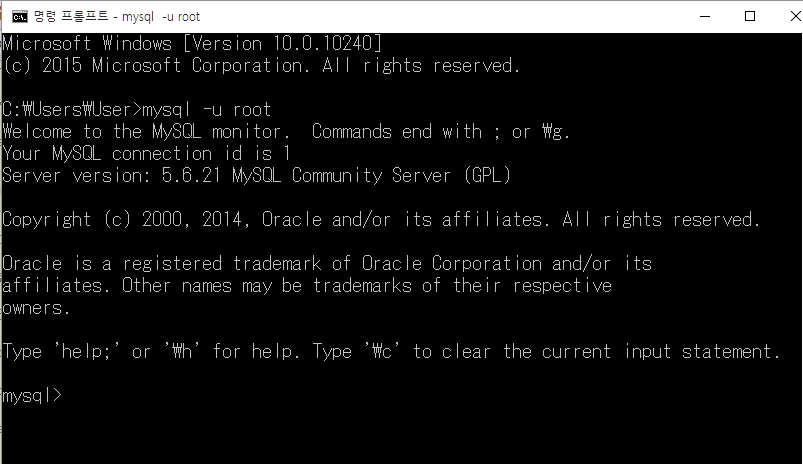 명령 프롬프트 - mysql -u root
Microsoft Windows [Version 10.0.10240]
(c) 2015 Microsoft Corporation. All rights reserved.
C:₩Users₩User>mysql -u root
Welcome to the MySQL monitor.  Commands end with ; or ₩g.
Your MySQL connection id is 1
Server version: 5.6.21 MySQL Community Server (GPL)
Copyright (c) 2000, 2014, Oracle and/or its affiliates. All rights reserved.
Oracle is a registered trademark of Oracle Corporation and/or its
affiliates. Other names may be trademarks of their respective
owners.
Type 'help;' or '₩h' for help. Type '₩c' to clear the current input statement.
mysql>